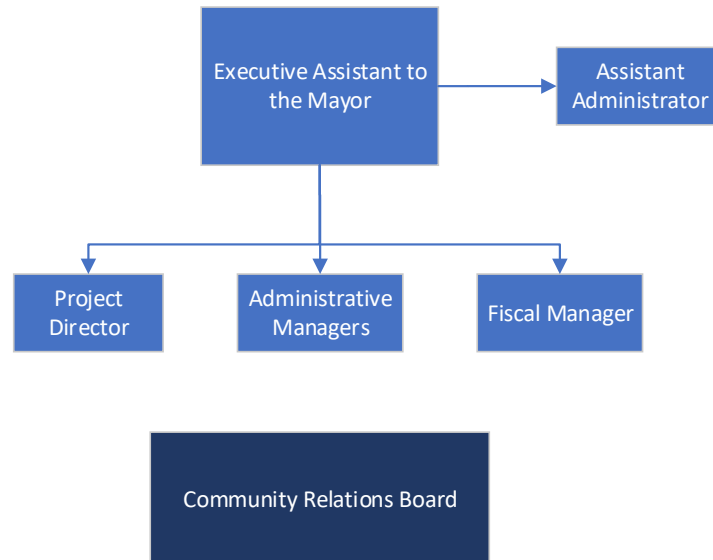 Executive Assistant to
the Mayor
Assistant
Administrator
Project
Director
Administrative
Managers
Fiscal Manager
Community Relations Board